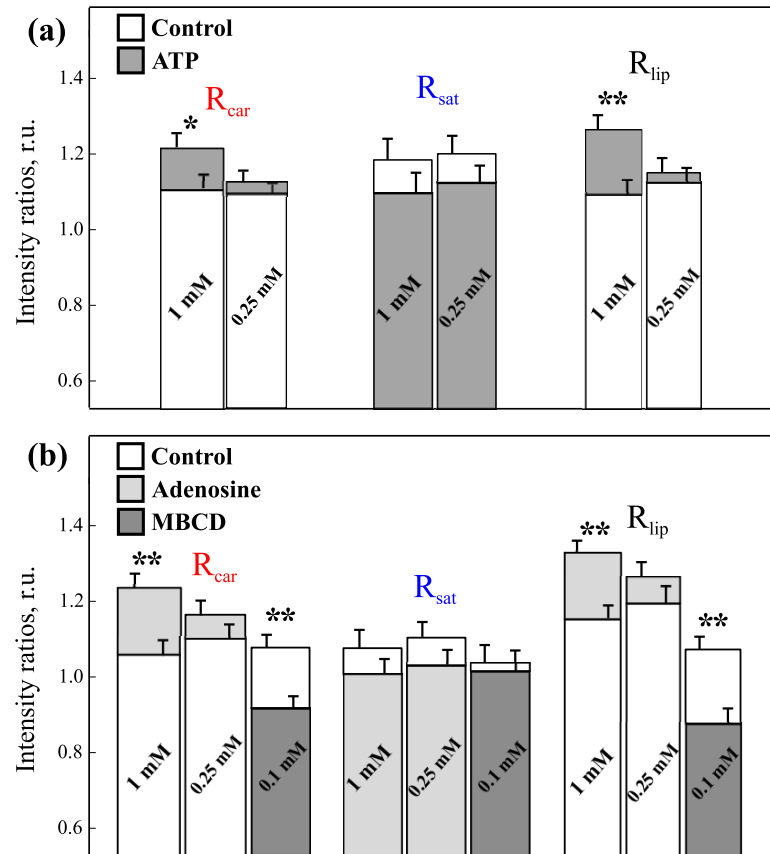 (a)
Control
ATP
Intensity ratios, r.u.
1.4
1.2
1.0
0.8
0.6
R_car
R_sat
R_lip
*
**
1 mM
0.25 mM
1 mM
0.25 mM
1 mM
0.25 mM
(b)
Control
Adenosine
MBCD
Intensity ratios, r.u.
1.4
1.2
1.0
0.8
0.6
R_car
R_sat
R_lip
**
**
**
**
1 mM
0.25 mM
0.1 mM
1 mM
0.25 mM
0.1 mM
1 mM
0.25 mM
0.1 mM